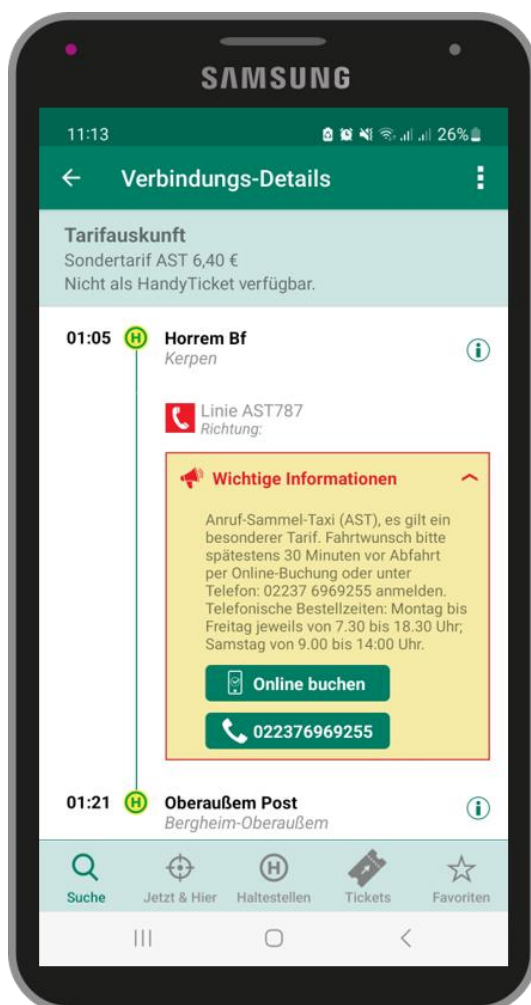 SAMSUNG
11:13
26%
Verbindungs-Details
Tarifauskunft
Sondertarif AST 6,40 €
Nicht als HandyTicket verfügbar.
01:05 H Horrem Bf
Kerpen
Linie AST787
Richtung:
Wichtige Informationen
Anruf-Sammel-Taxi (AST), es gilt ein
besonderer Tarif. Fahrtwunsch bitte
spätestens 30 Minuten vor Abfahrt
per Online-Buchung oder unter
Telefon: 02237 6969255 anmelden.
Telefonische Bestellzeiten: Montag bis
Freitag jeweils von 7.30 bis 18.30 Uhr;
Samstag von 9.00 bis 14:00 Uhr.
Online buchen
022376969255
01:21 H Oberaußem Post
Bergheim-Oberaußem
H
Suche Jetzt & Hier Haltestellen Tickets Favoriten